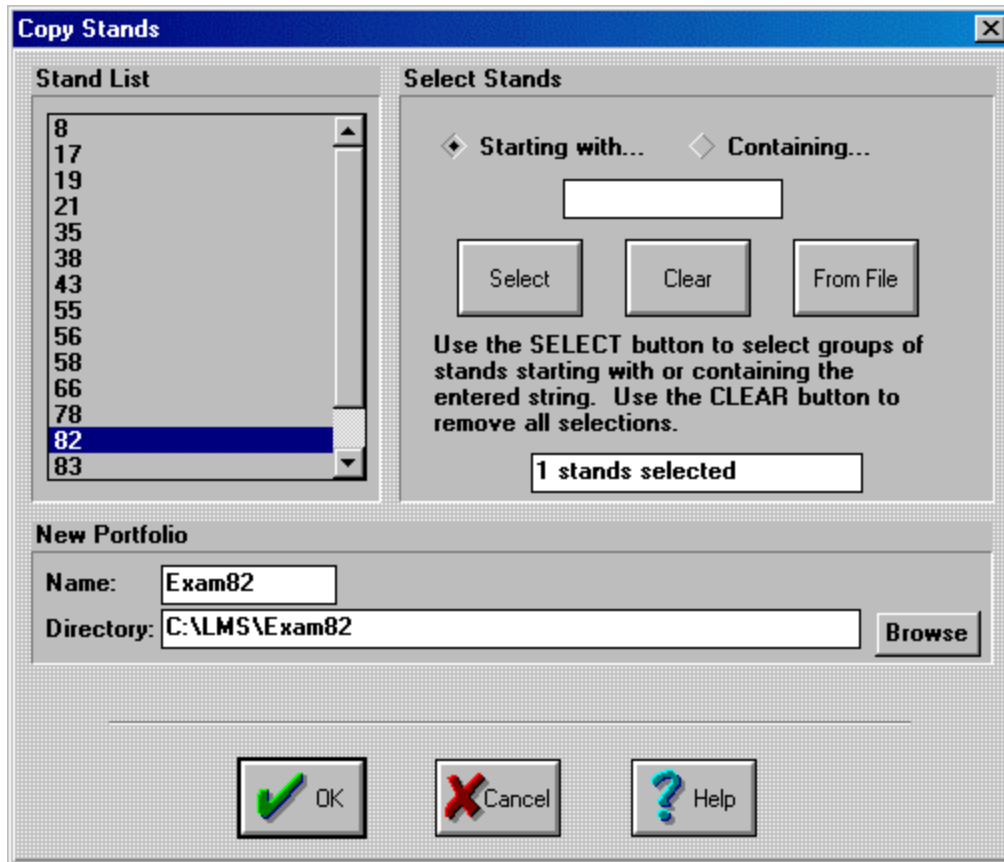 Copy Stands
Stand List
8
17
19
21
35
38
43
55
56
58
66
78
82
83
Select Stands
Starting with... Containing...
Select Clear From File
Use the SELECT button to select groups of
stands starting with or containing the
entered string. Use the CLEAR button to
remove all selections.
1 stands selected
New Portfolio
Name: Exam82
Directory: C:\LMS\Exam82 Browse
OK Cancel Help